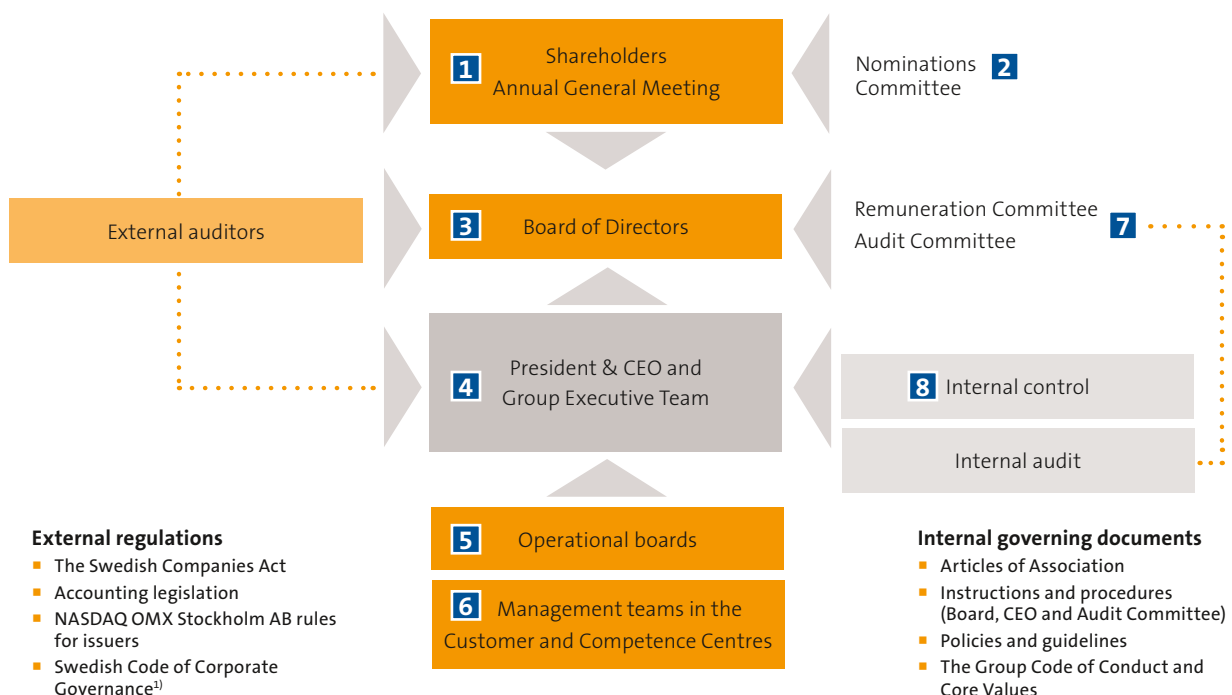 1
Shareholders
Annual General Meeting
Nominations
Committee
2
External auditors
3
Board of Directors
Remuneration Committee
Audit Committee
7
4
President & CEO and
Group Executive Team
8
Internal control
Internal audit
5
Operational boards
6
Management teams in the
Customer and Competence Centres
External regulations
The Swedish Companies Act
Accounting legislation
NASDAQ OMX Stockholm AB rules
for issuers
Swedish Code of Corporate
Governance1)
Internal governing documents
Articles of Association
Instructions and procedures
(Board, CEO and Audit Committee)
Policies and guidelines
The Group Code of Conduct and
Core Values